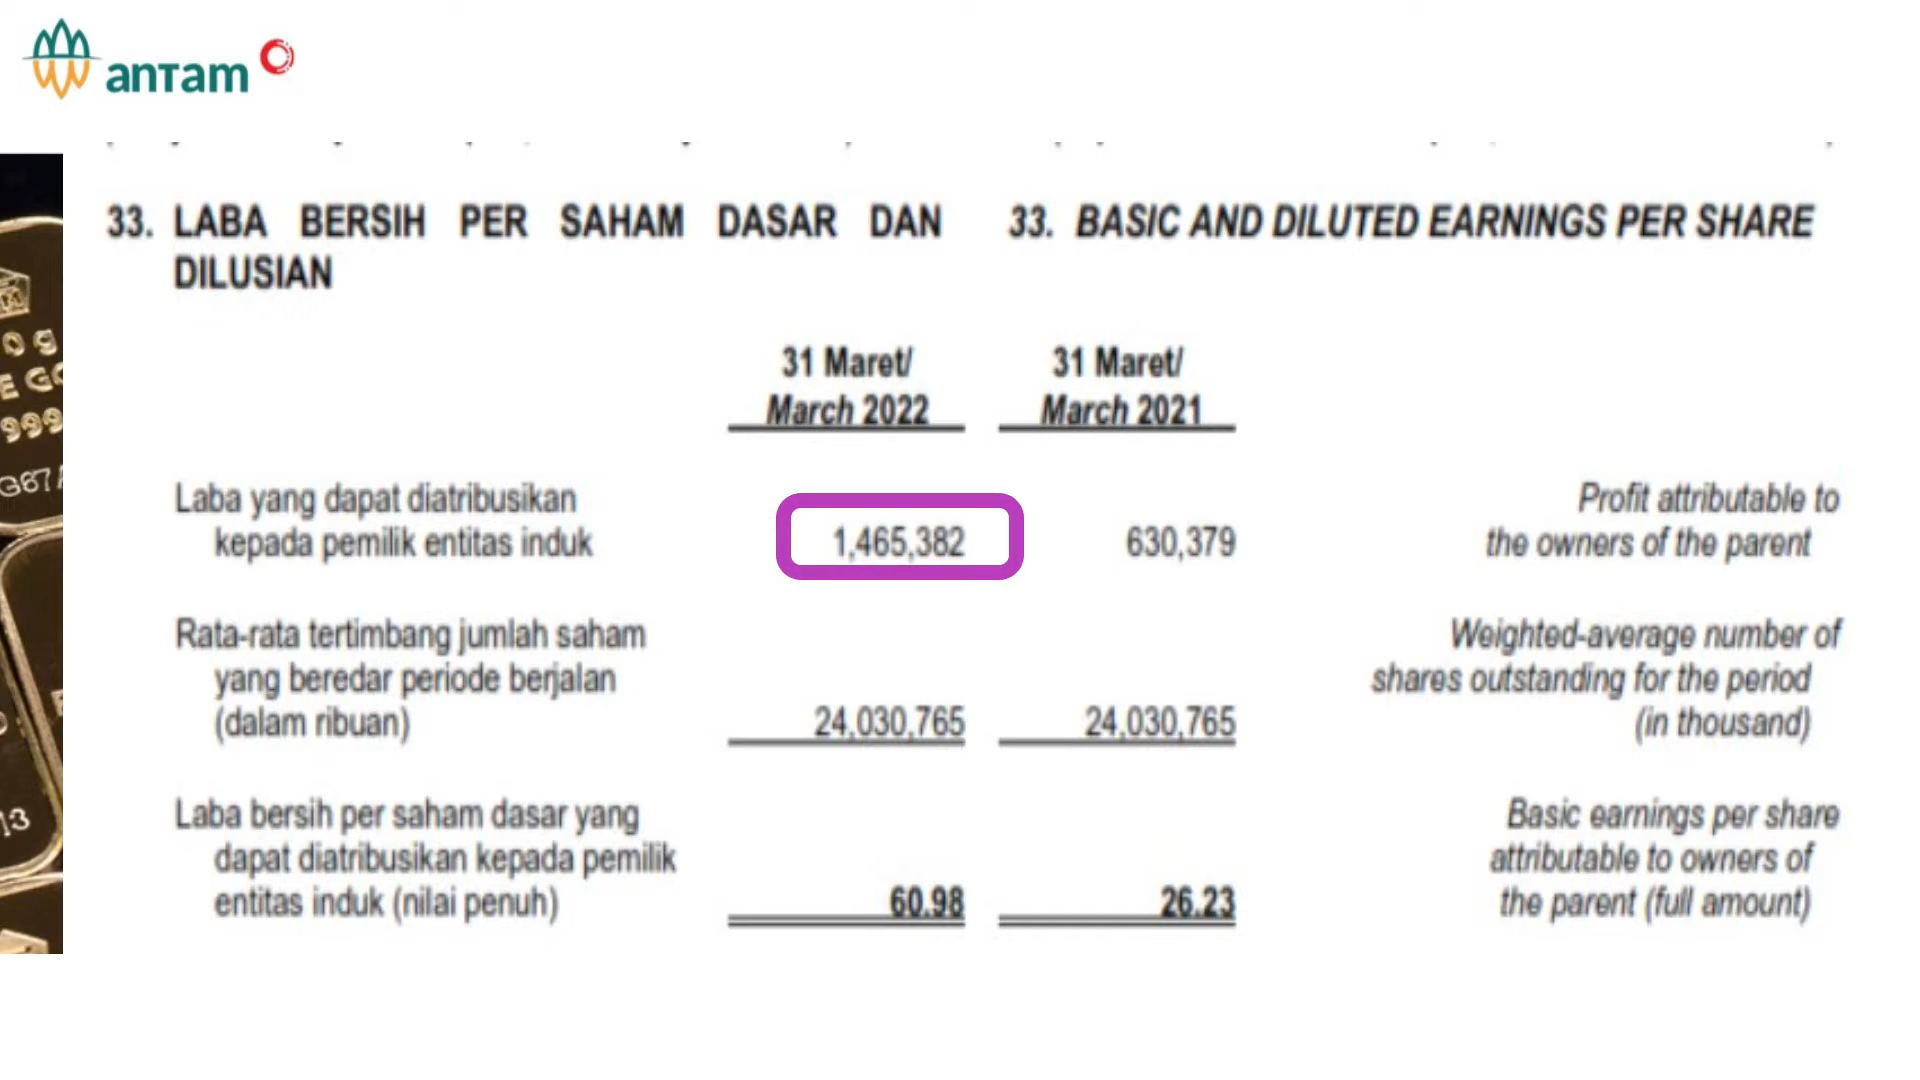 anTam
33. LABA BERSIH PER SAHAM DASAR DAN DILUSIAN
33. BASIC AND DILUTED EARNINGS PER SHARE
31 Maret/
March 2022
31 Maret/
March 2021
Laba yang dapat diatribusikan
kepada pemilik entitas induk
1,465,382
630,379
Profit attributable to
the owners of the parent
Rata-rata tertimbang jumlah saham
yang beredar periode berjalan
(dalam ribuan)
24,030,765
24,030,765
Weighted-average number of
shares outstanding for the period
(in thousand)
Laba bersih per saham dasar yang
dapat diatribusikan kepada pemilik
entitas induk (nilai penuh)
60.98
26.23
Basic earnings per share
attributable to owners of
the parent (full amount)
0 g
E GO
999
G67
13